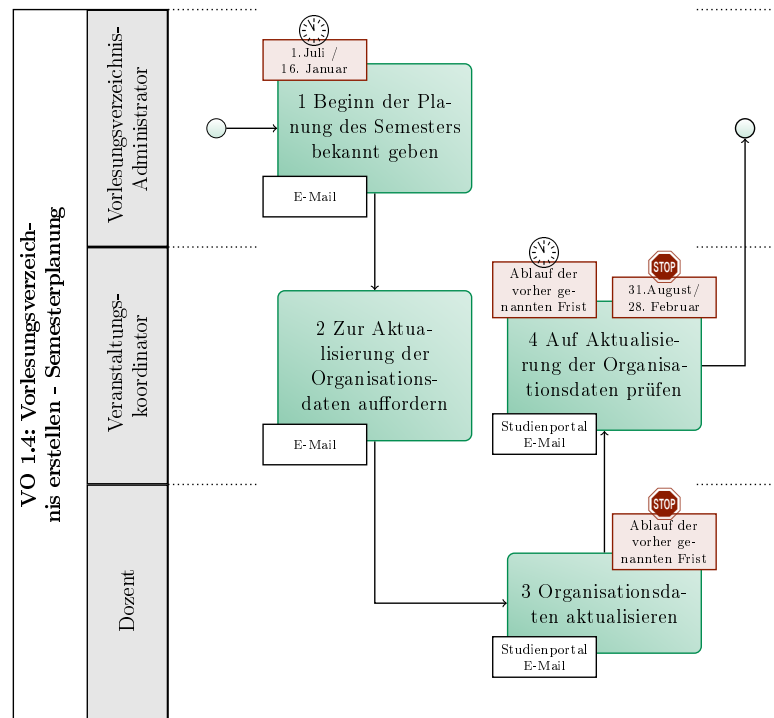 VO 1.4: Vorlesungsverzeich-
nis erstellen - Semesterplanung
Vorlesungsverzeichnis-
Administrator
1.Juli /
16. Januar
1 Beginn der Pla-
nung des Semesters
bekannt geben
E-Mail
Veranstaltungs-
koordinator
2 Zur Aktua-
lisierung der
Organisations-
daten auffordern
E-Mail
Ablauf der
vorher ge-
nannten Frist
STOP
31.August/
28. Februar
4 Auf Aktualisie-
rung der Organisa-
tionsdaten prüfen
Studienportal
E-Mail
Dozent
STOP
Ablauf der
vorher ge-
nannten Frist
3 Organisationsda-
ten aktualisieren
Studienportal
E-Mail